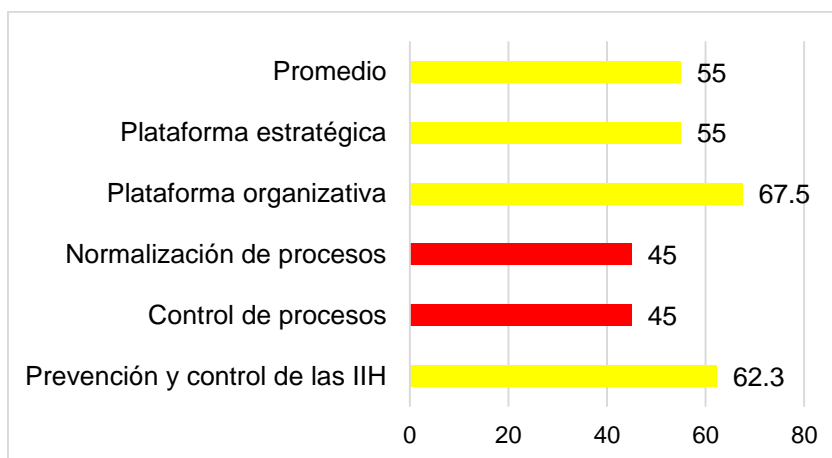 Promedio 55
Plataforma estratégica 55
Plataforma organizativa 67.5
Normalización de procesos 45
Control de procesos 45
Prevención y control de las IIH 62.3
0 20 40 60 80